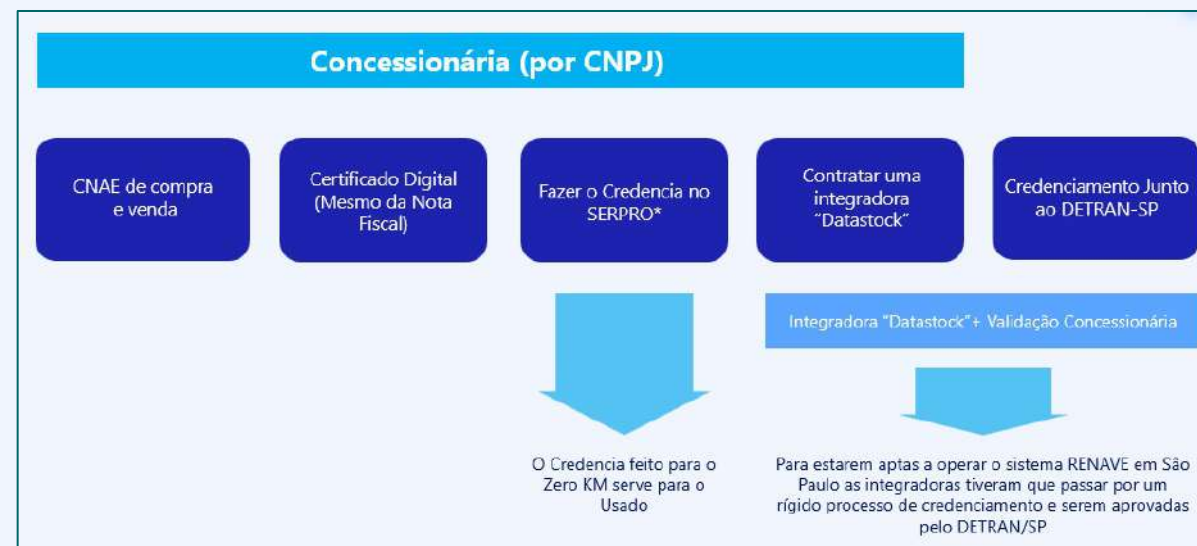 Concessionária (por CNPJ)
CNAE de compra
e venda
Certificado Digital
(Mesmo da Nota
Fiscal)
Fazer o Credencia no
SERPRO*
Contratar uma
integradora
"Datastock"
Credenciamento Junto
ao DETRAN-SP
Integradora "Datastock"+ Validação Concessionária
O Credencia feito para o
Zero KM serve para o
Usado
Para estarem aptas a operar o sistema RENAVE em São
Paulo as integradoras tiveram que passar por um
rígido processo de credenciamento e serem aprovadas
pelo DETRAN/SP